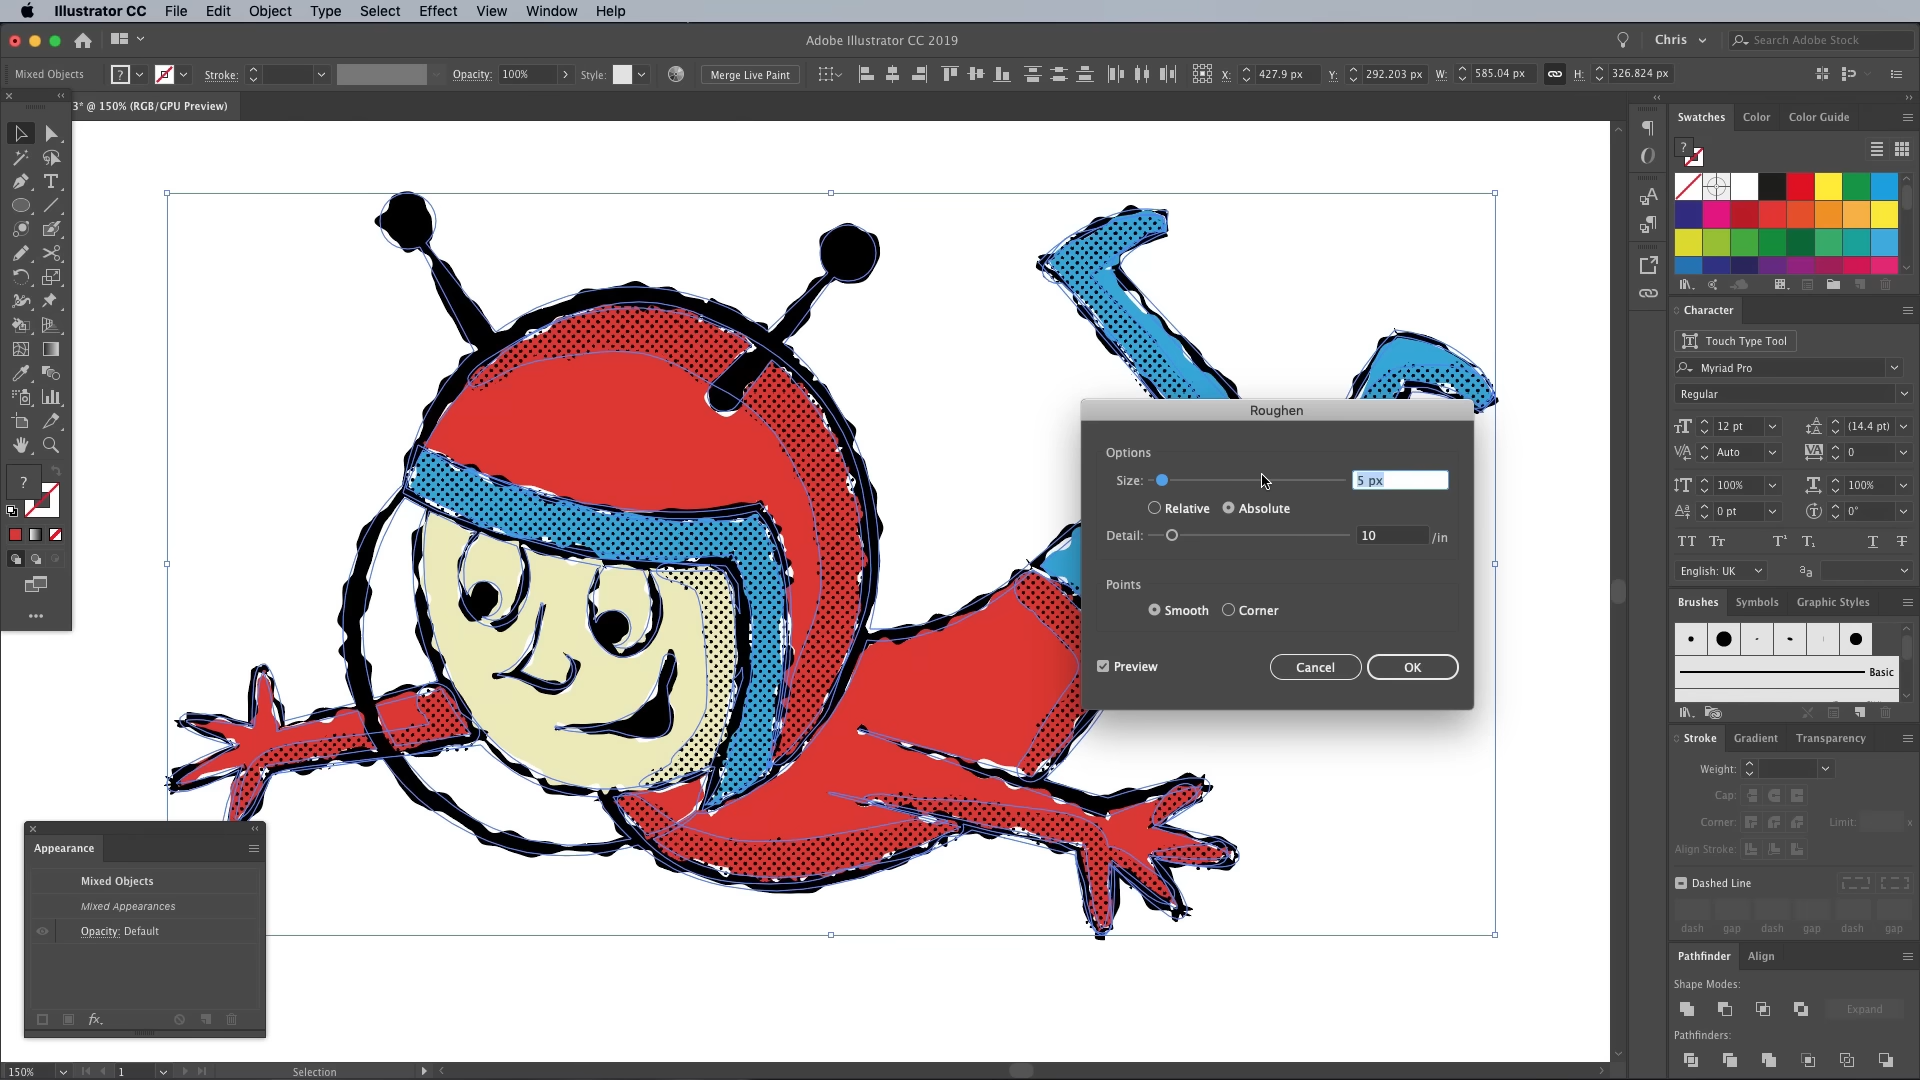 Illustrator CC File Edit Object Type Select Effect View Window Help
Adobe Illustrator CC 2019
Chris
Search Adobe Stock
Mixed Objects
?
Stroke:
Opacity: 100%
Style:
Merge Live Paint
X: 427.9 px
Y: 292.203 px
W: 585.04 px
H: 326.824 px
3* @ 150% (RGB/GPU Preview)
Swatches Color Color Guide
?
Character
Touch Type Tool
Myriad Pro
Regular
12 pt
(14.4 pt)
Auto
0
100%
100%
0 pt
0°
TT Tr T¹ T₁ T T
English: UK
aa
Brushes Symbols Graphic Styles
Basic
Stroke Gradient Transparency
Weight:
Cap:
Corner:
Limit:
x
Align Stroke:
Dashed Line
dash gap dash gap dash gap
Pathfinder Align
Shape Modes:
Expand
Pathfinders:
?
Roughen
Options
Size:
5 px
Relative
Absolute
Detail:
10
/in
Points
Smooth
Corner
Preview
Cancel
OK
Appearance
Mixed Objects
Mixed Appearances
Opacity: Default
fx
150%
1
Selection